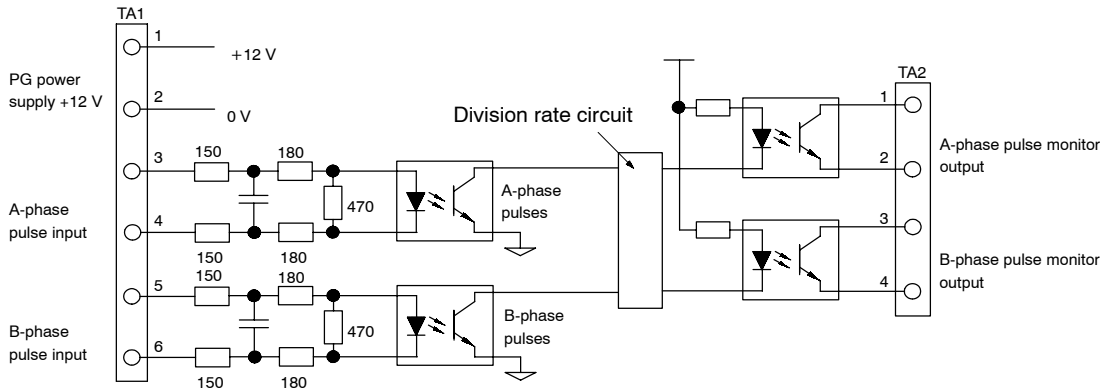 TA1
1
+12 V
PG power
supply +12 V
2
0 V
150
180
3
A-phase
pulse input
470
4
150
180
A-phase
pulses
150
180
5
B-phase
pulse input
470
6
150
180
B-phase
pulses
Division rate circuit
TA2
1
A-phase pulse monitor
output
2
3
B-phase pulse monitor
output
4